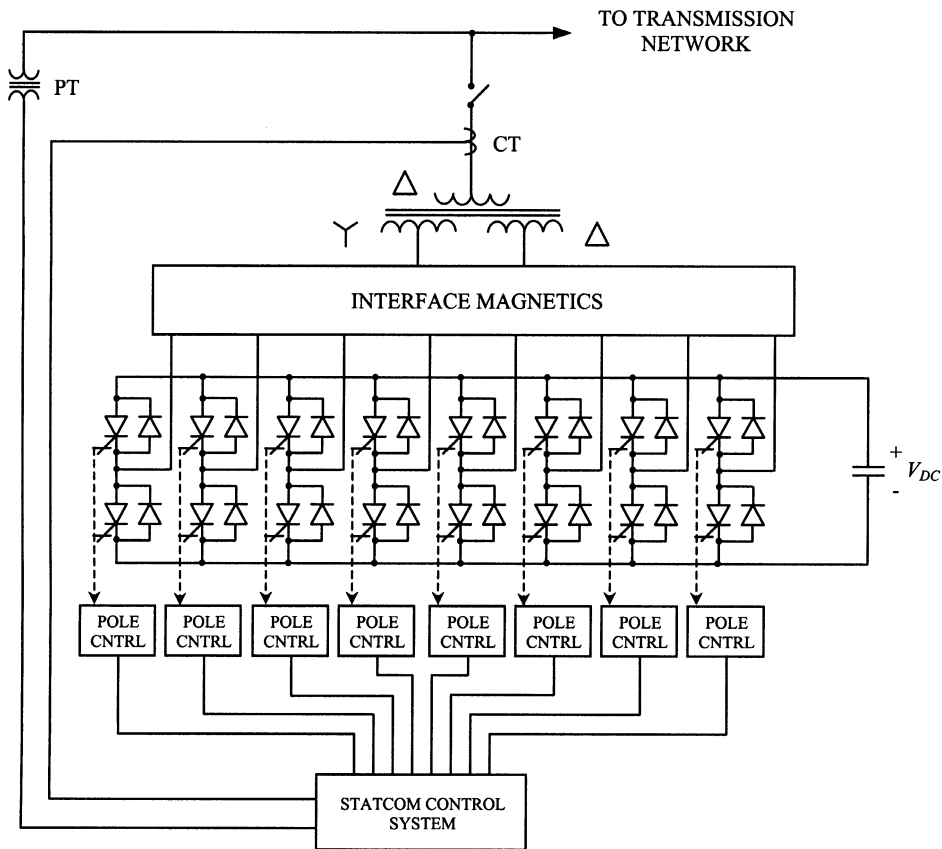 TO TRANSMISSION
NETWORK
PT
CT
INTERFACE MAGNETICS
+
V_DC
-
POLE
CNTRL
POLE
CNTRL
POLE
CNTRL
POLE
CNTRL
POLE
CNTRL
POLE
CNTRL
POLE
CNTRL
POLE
CNTRL
STATCOM CONTROL
SYSTEM